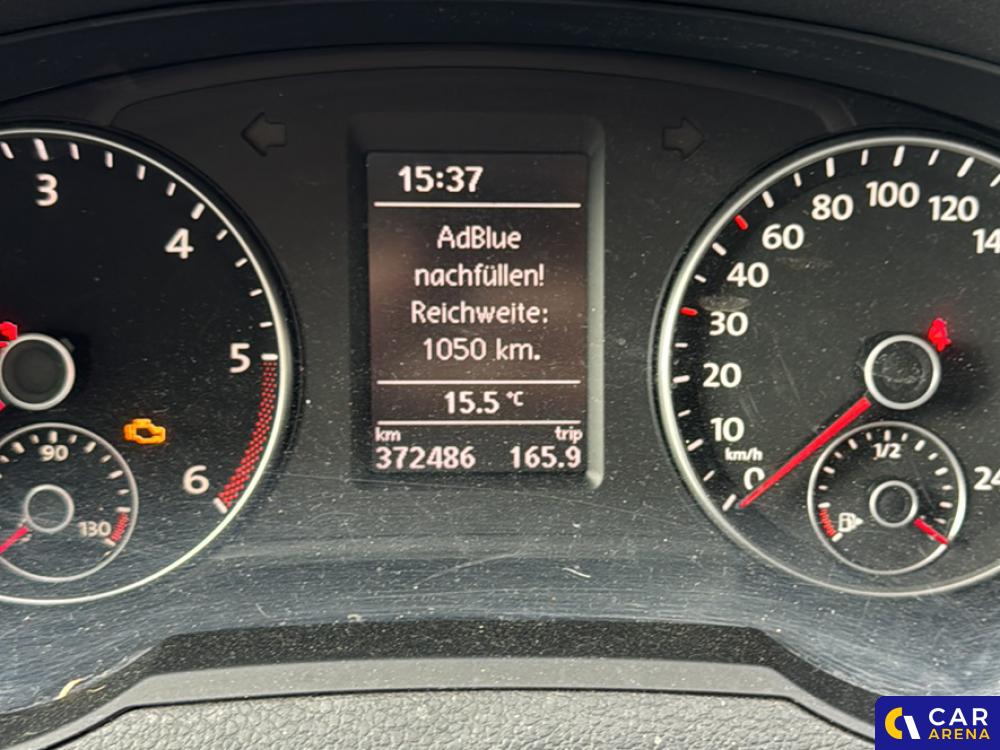 15:37
AdBlue
nachfüllen!
Reichweite:
1050 km.
15.5 °C
km trip
372486 165.9
3
4
5
6
90
130
0
10
20
30
40
60
80
100
120
km/h
1/2
CAR
ARENA